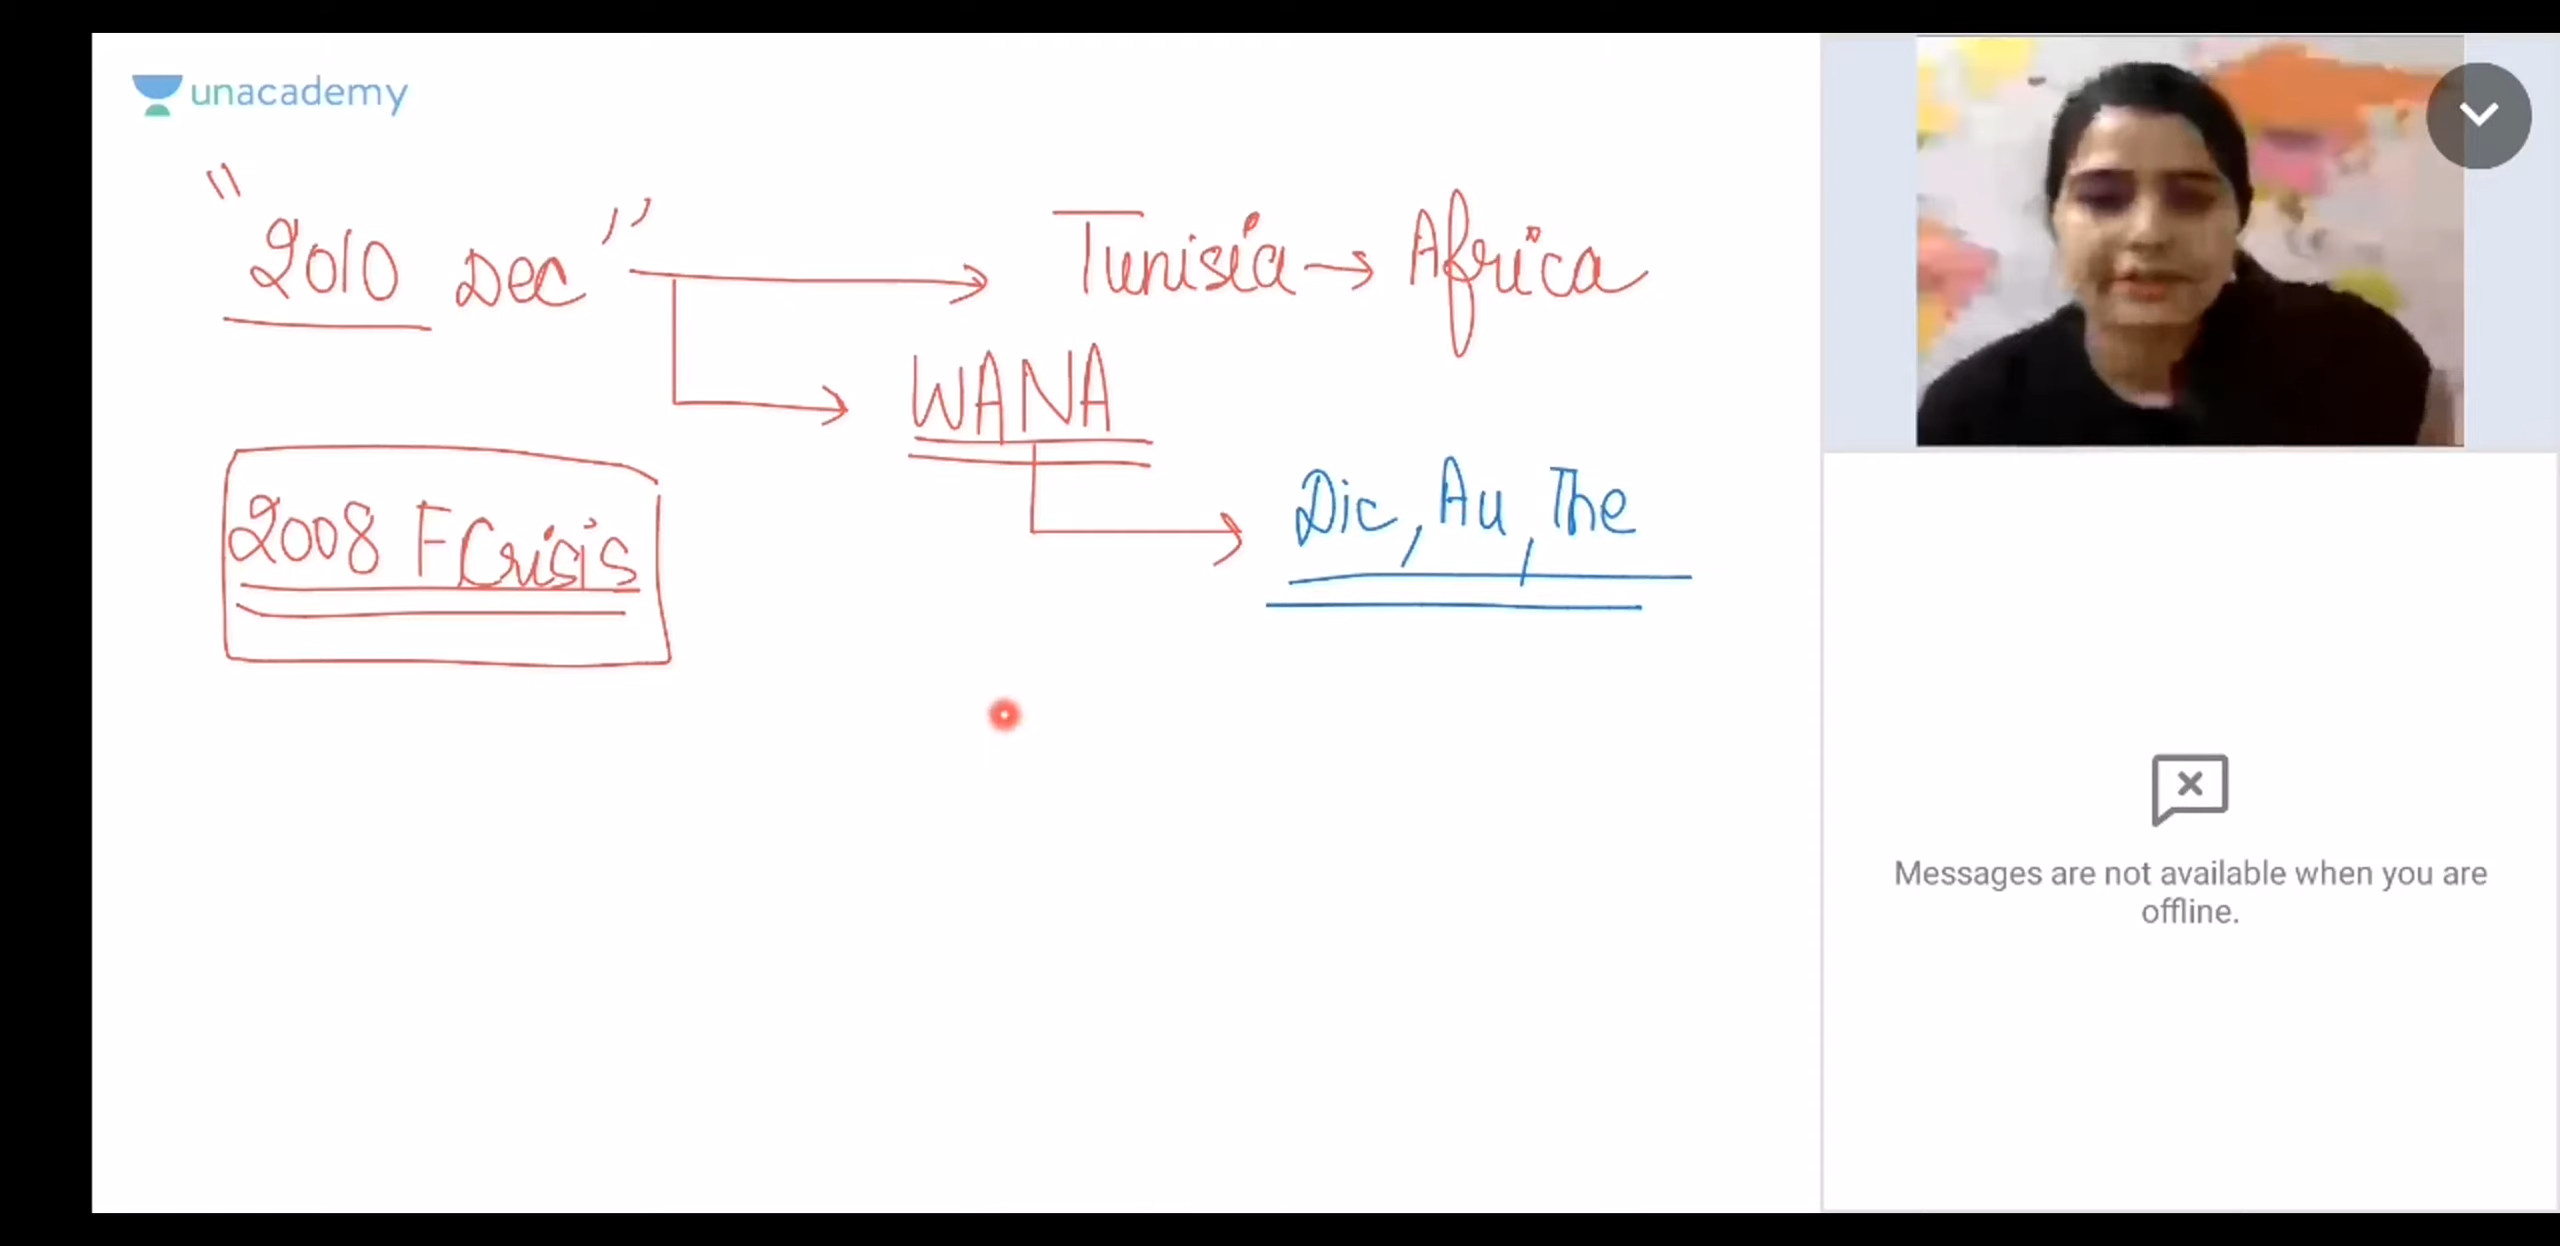 unacademy
"2010 Dec" → Tunisia → Africa
WANA
Dic, Au, The
2008 F Crisis
Messages are not available when you are
offline.